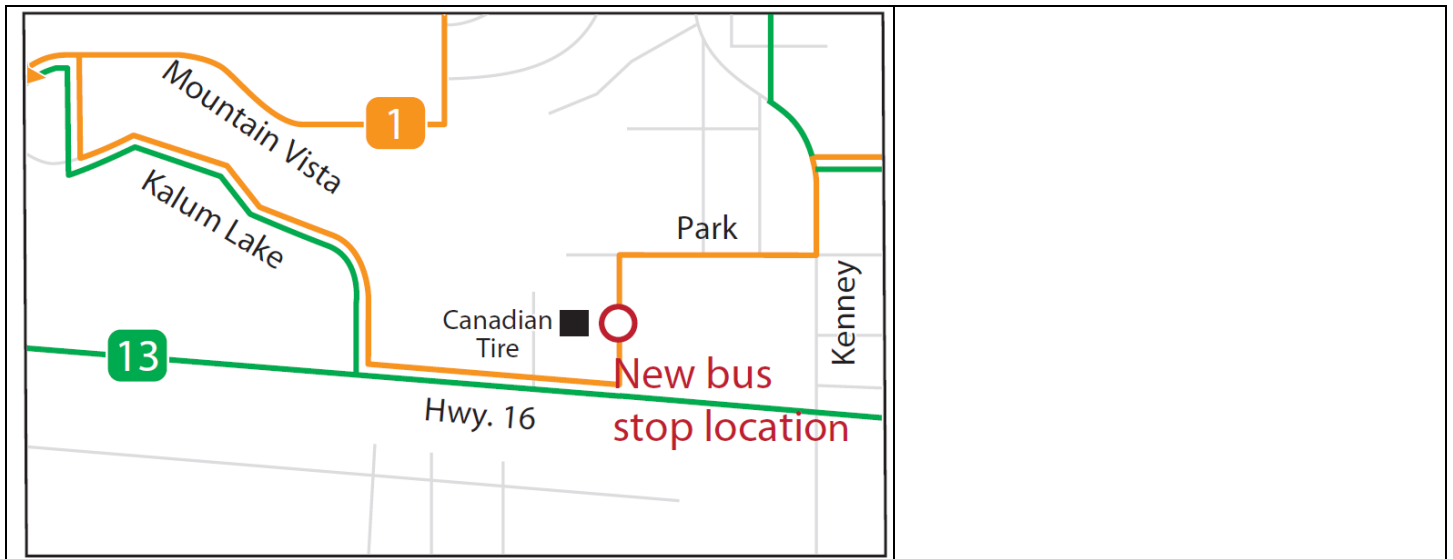 Mountain Vista
1
Kalum Lake
Park
Kenney
Canadian
Tire
13
New bus
stop location
Hwy. 16